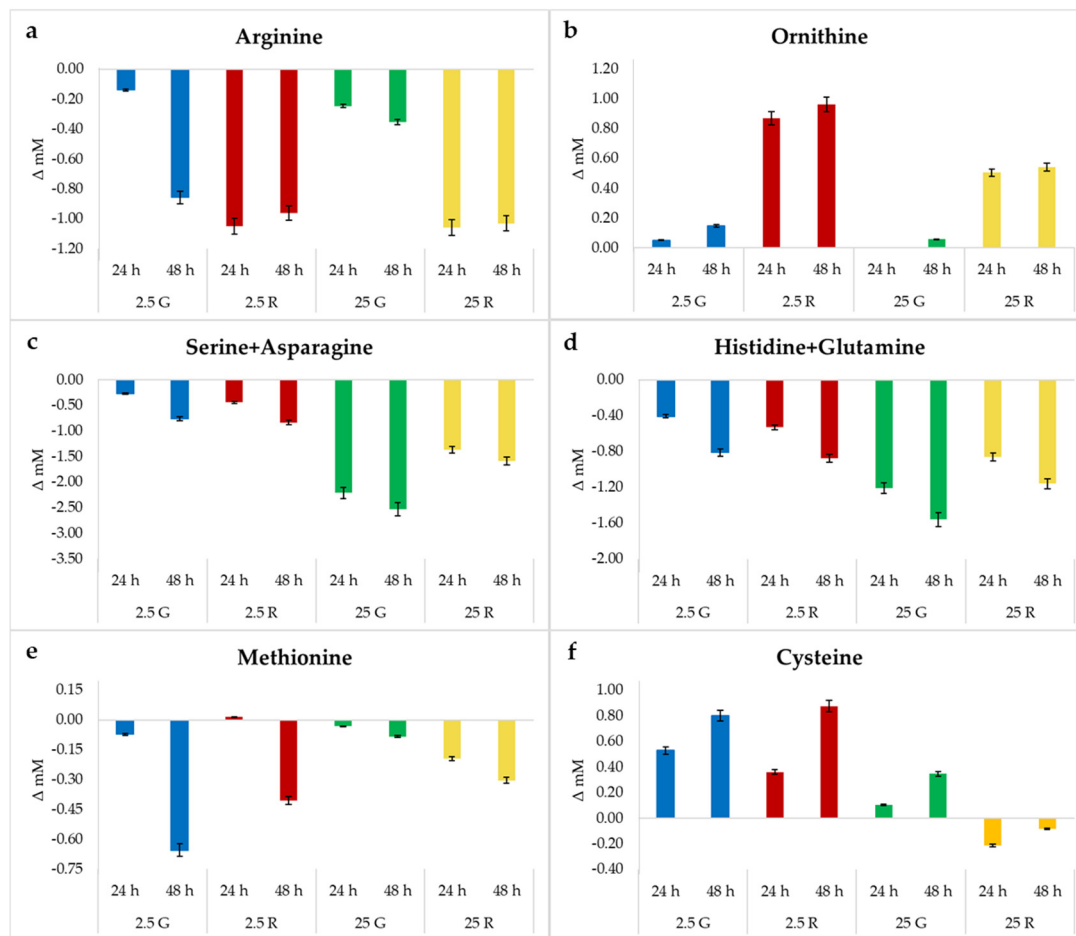 a
Arginine
0.00
-0.20
-0.40
-0.60
-0.80
-1.00
-1.20
Δ mM
24 h 48 h 24 h 48 h 24 h 48 h 24 h 48 h
2.5 G 2.5 R 25 G 25 R
b
Ornithine
1.20
1.00
0.80
0.60
0.40
0.20
0.00
Δ mM
24 h 48 h 24 h 48 h 24 h 48 h 24 h 48 h
2.5 G 2.5 R 25 G 25 R
c
Serine+Asparagine
0.00
-0.50
-1.00
-1.50
-2.00
-2.50
-3.00
-3.50
Δ mM
24 h 48 h 24 h 48 h 24 h 48 h 24 h 48 h
2.5 G 2.5 R 25 G 25 R
d
Histidine+Glutamine
0.00
-0.40
-0.80
-1.20
-1.60
-2.00
Δ mM
24 h 48 h 24 h 48 h 24 h 48 h 24 h 48 h
2.5 G 2.5 R 25 G 25 R
e
Methionine
0.15
0.00
-0.15
-0.30
-0.45
-0.60
-0.75
Δ mM
24 h 48 h 24 h 48 h 24 h 48 h 24 h 48 h
2.5 G 2.5 R 25 G 25 R
f
Cysteine
1.00
0.80
0.60
0.40
0.20
0.00
-0.20
-0.40
Δ mM
24 h 48 h 24 h 48 h 24 h 48 h 24 h 48 h
2.5 G 2.5 R 25 G 25 R